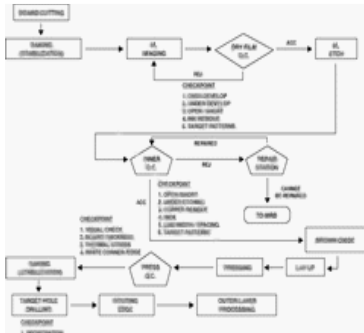 BOARD CUTTING
BAKING
(STABILIZATION)
I/L
IMAGING
DRY FILM
Q.C.
ACC
I/L
ETCH
REJ
CHECKPOINT
1. OVER DEVELOP
2. UNDER DEVELOP
3. OPEN / SHORT
4. INK RESIDUE
5. TARGET PATTERNS
REPAIRED
INNER
Q.C.
REJ
REPAIR
STATION
ACC
CHECKPOINT
1. OPEN / SHORT
2. UNDER ETCHING
3. COPPER RESIDUE
4.
5. LINE WIDTH / SPACING
6. TARGET PATTERNS
CANNOT
BE REPAIRED
TO MRB
CHECKPOINT
1. VISUAL CHECK
2. BOARD THICKNESS
3. THERMAL STRESS
4.
BROWN OXIDE
BAKING
(STABILIZATION)
PRESS
Q.C.
PRESSING
LAY UP
TARGET HOLE
DRILLING
ROUTING
EDGE
OUTER LAYER
PROCESSING
CHECKPOINT
1. REGISTRATION